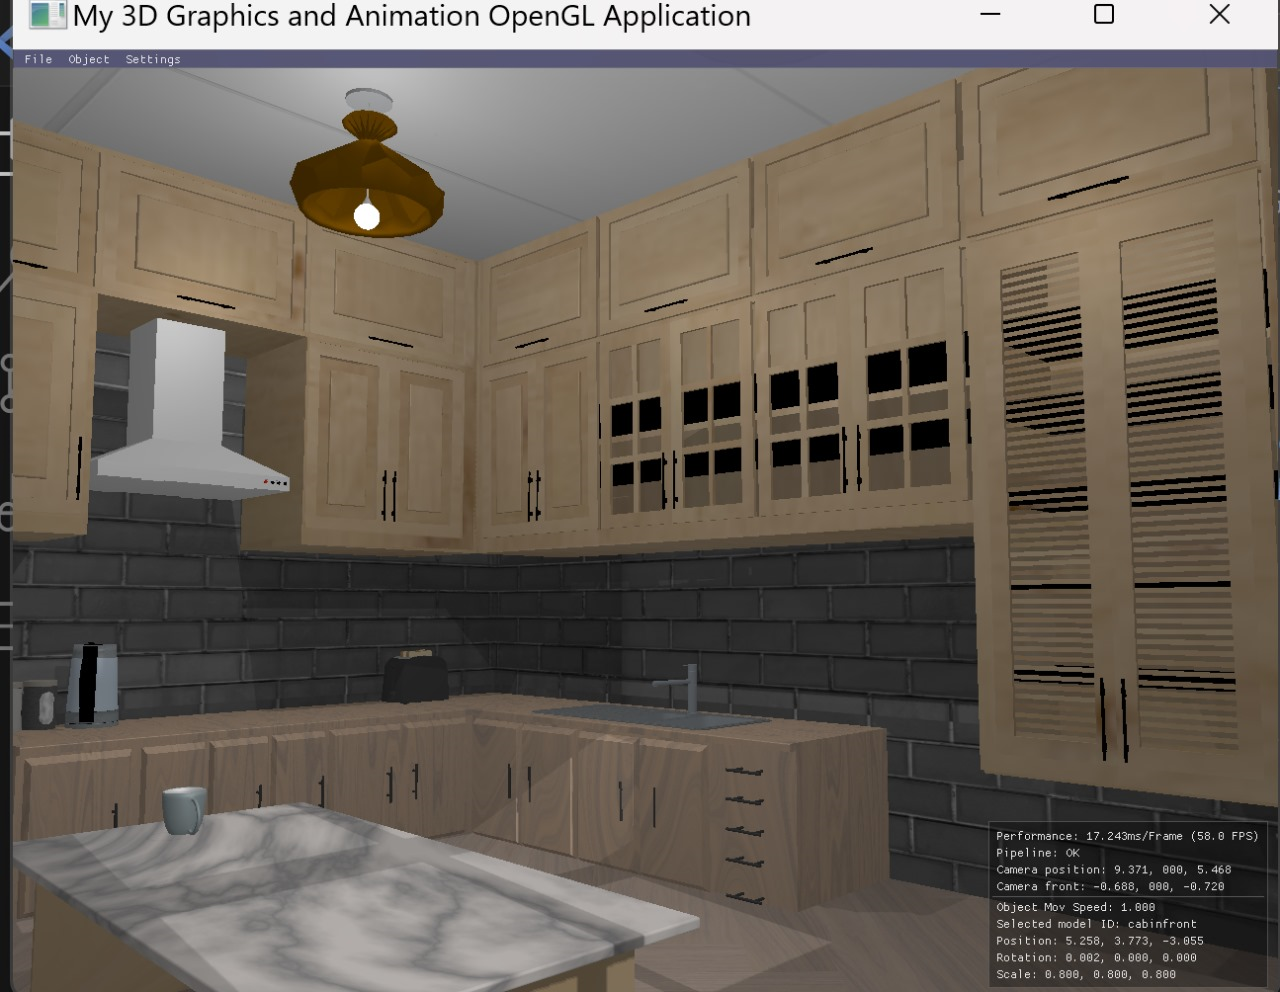 My 3D Graphics and Animation OpenGL Application
File Object Settings
Performance: 17.243ms/Frame (58.0 FPS)
Pipeline: OK
Camera position: 9.371, 000, 5.468
Camera front: -0.688, 000, -0.720
Object Mov Speed: 1.000
Selected model ID: cabinfront
Position: 5.258, 3.773, -3.055
Rotation: 0.002, 0.000, 0.000
Scale: 0.800, 0.800, 0.800